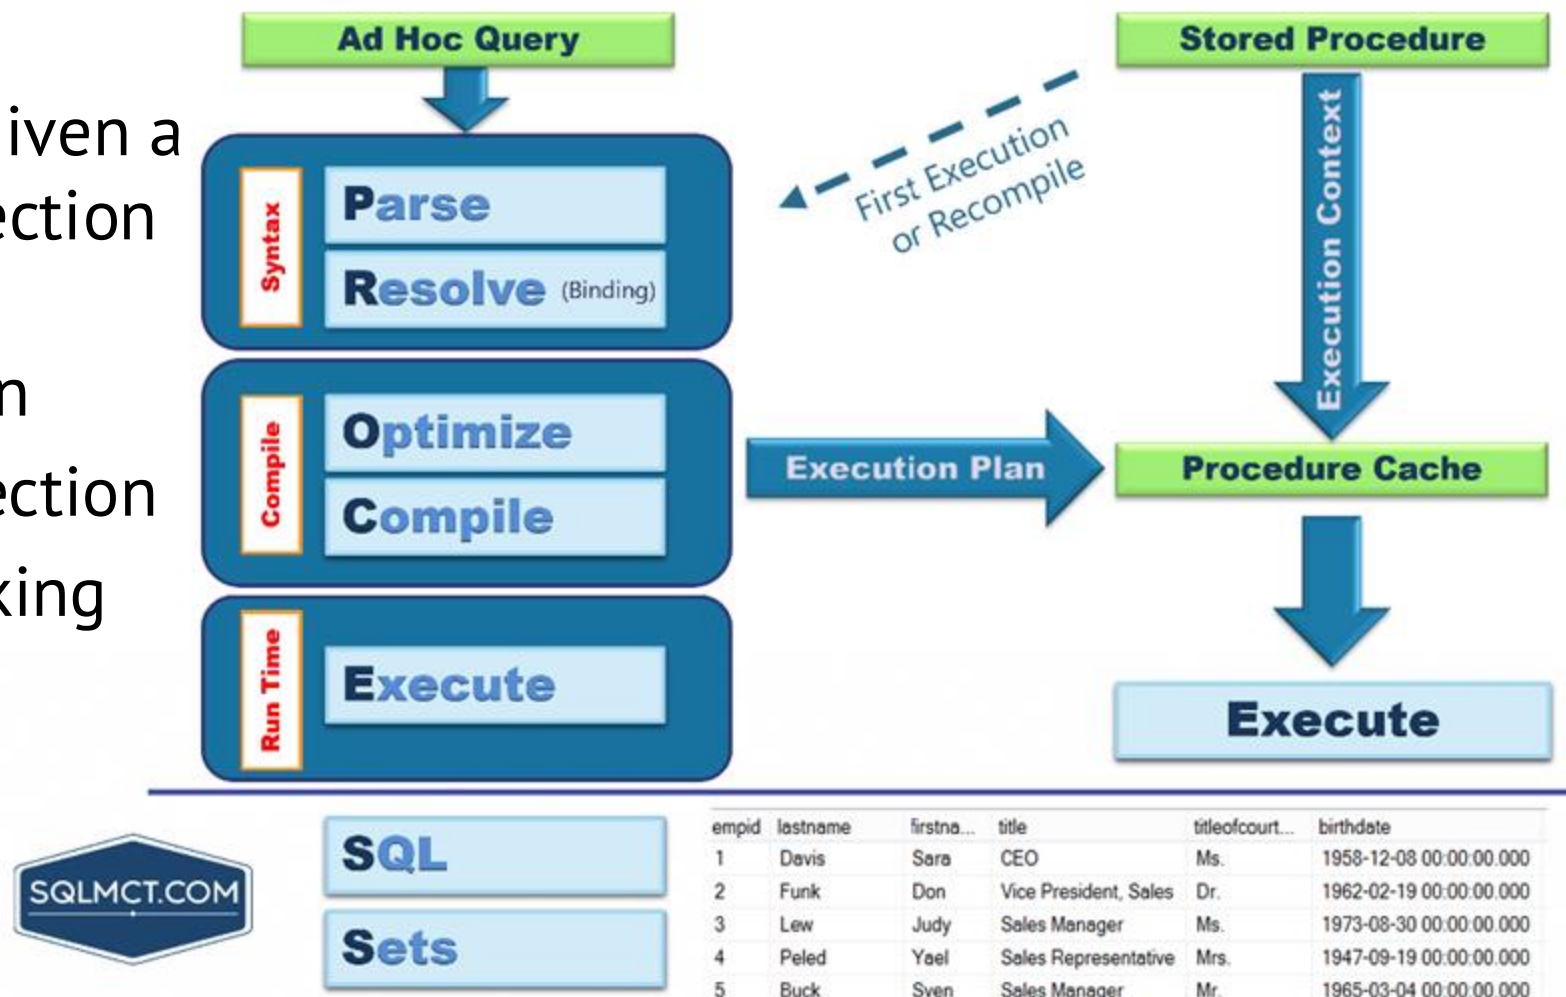 iven a
ection
n
ection
king
Ad Hoc Query
Syntax
Parse
Resolve (Binding)
Compile
Optimize
Compile
Run Time
Execute
First Execution
or Recompile
Execution Plan
Stored Procedure
Execution Context
Procedure Cache
Execute
SQLMCT.COM
SQL
Sets
empid lastname firstna... title titleofcourt... birthdate
1 Davis Sara CEO Ms. 1958-12-08 00:00:00.000
2 Funk Don Vice President, Sales Dr. 1962-02-19 00:00:00.000
3 Lew Judy Sales Manager Ms. 1973-08-30 00:00:00.000
4 Peled Yael Sales Representative Mrs. 1947-09-19 00:00:00.000
5 Buck Sven Sales Manager Mr. 1965-03-04 00:00:00.000